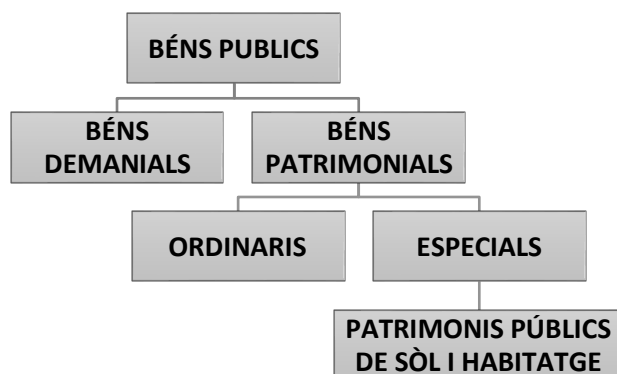 BÉNS PUBLICS
BÉNS
DEMANIALS
BÉNS
PATRIMONIALS
ORDINARIS
ESPECIALS
PATRIMONIS PÚBLICS
DE SÒL I HABITATGE